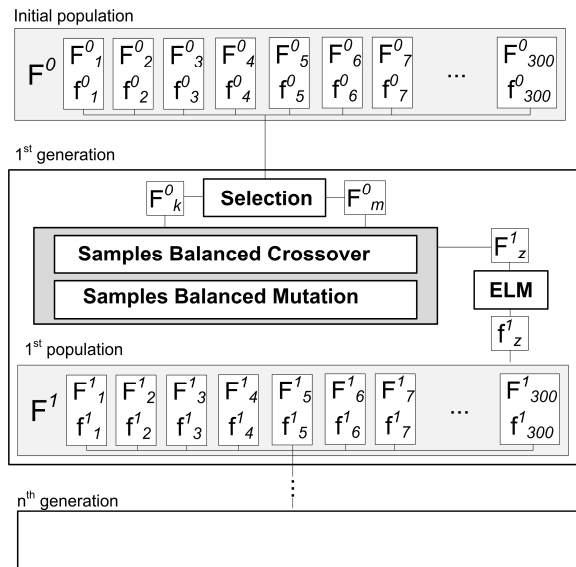 Initial population
F⁰ F⁰₁ F⁰₂ F⁰₃ F⁰₄ F⁰₅ F⁰₆ F⁰₇ ... F⁰₃₀₀
f⁰₁ f⁰₂ f⁰₃ f⁰₄ f⁰₅ f⁰₆ f⁰₇ f⁰₃₀₀
1ˢᵗ generation
F⁰ₖ Selection F⁰ₘ
Samples Balanced Crossover
F¹_z
Samples Balanced Mutation
ELM
f¹_z
1ˢᵗ population
F¹ F¹₁ F¹₂ F¹₃ F¹₄ F¹₅ F¹₆ F¹₇ ... F¹₃₀₀
f¹₁ f¹₂ f¹₃ f¹₄ f¹₅ f¹₆ f¹₇ f¹₃₀₀
nᵗʰ generation